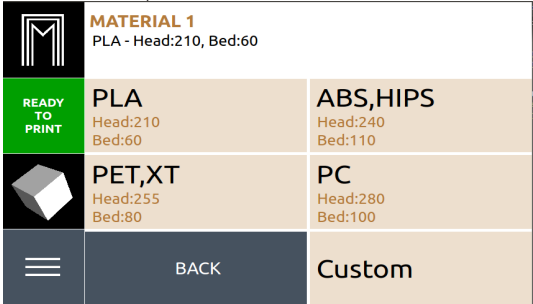 MATERIAL 1
PLA - Head:210, Bed:60
READY
TO
PRINT
PLA
Head:210
Bed:60
ABS,HIPS
Head:240
Bed:110
PET,XT
Head:255
Bed:80
PC
Head:280
Bed:100
BACK
Custom